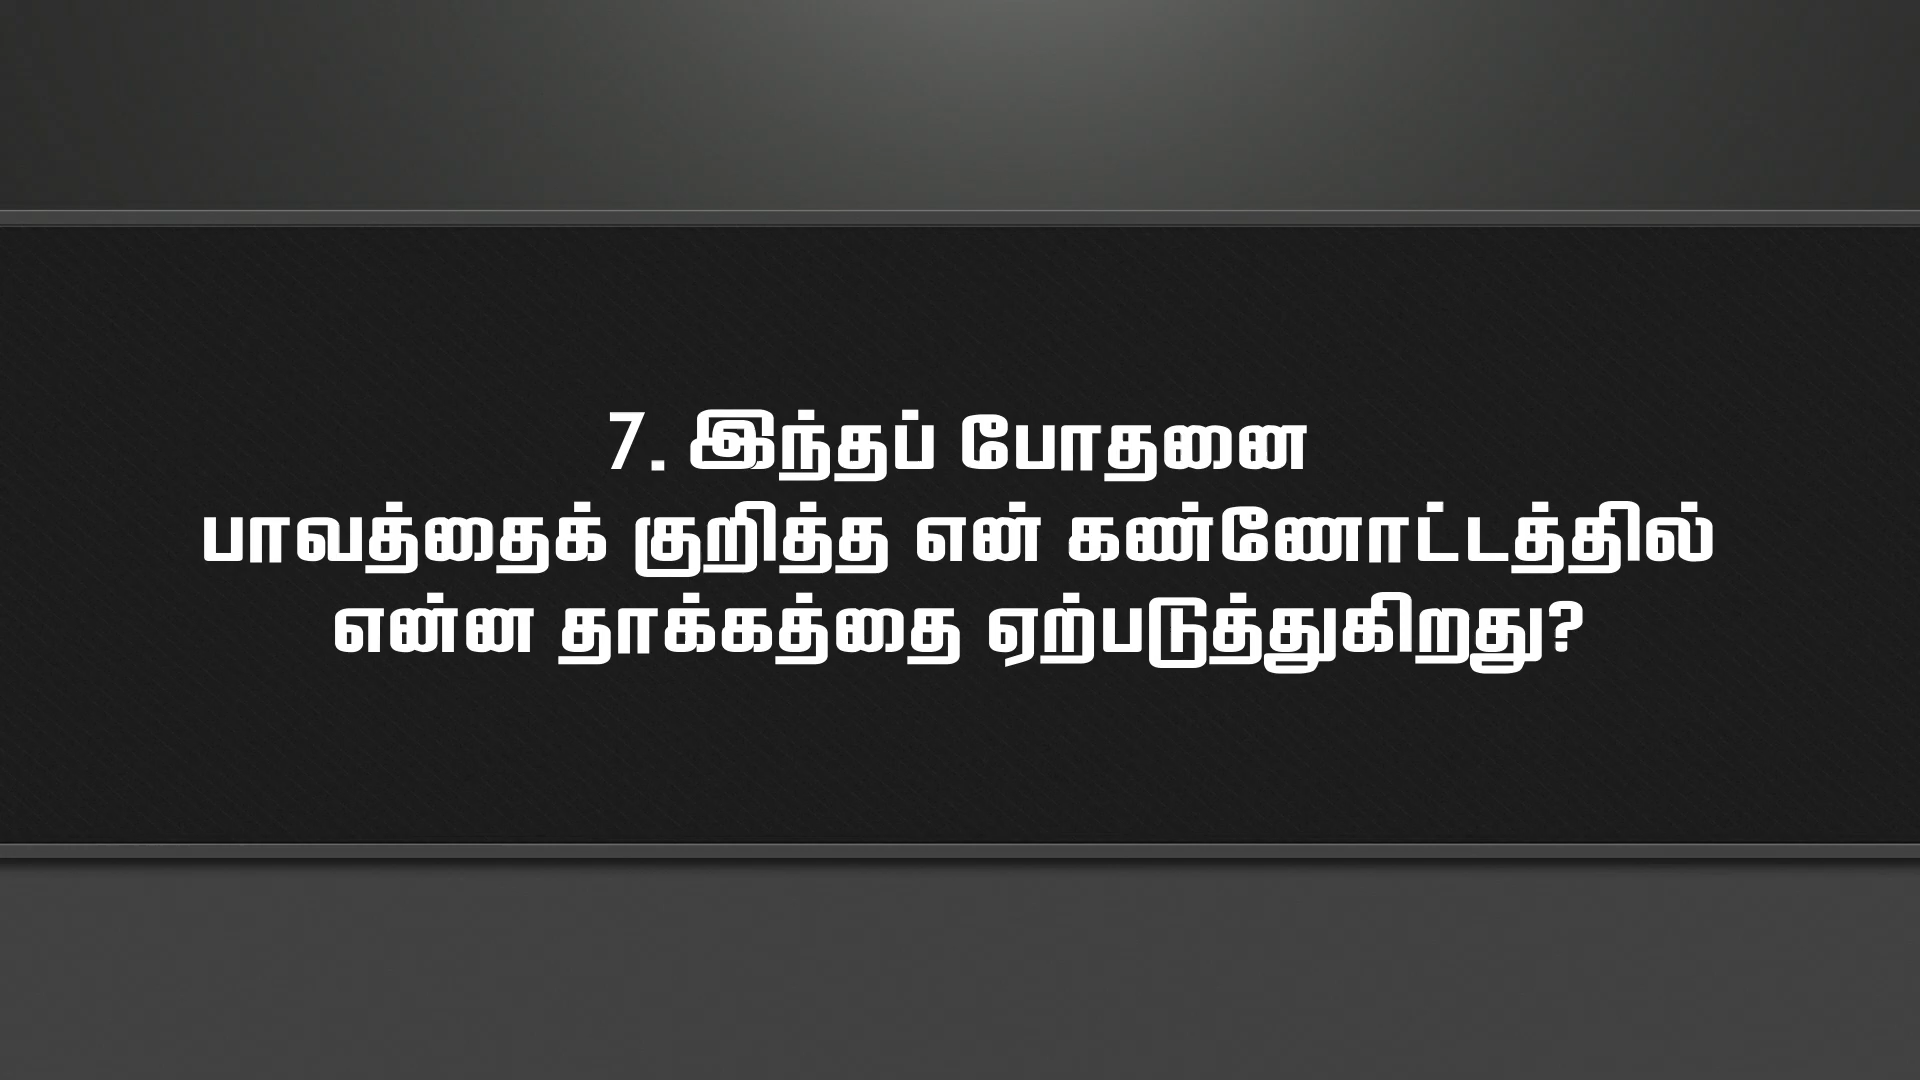 7. இந்தப் போதனை
பாவத்தைக் குறித்த என் கண்ணோட்டத்தில்
என்ன தாக்கத்தை ஏற்படுத்துகிறது?